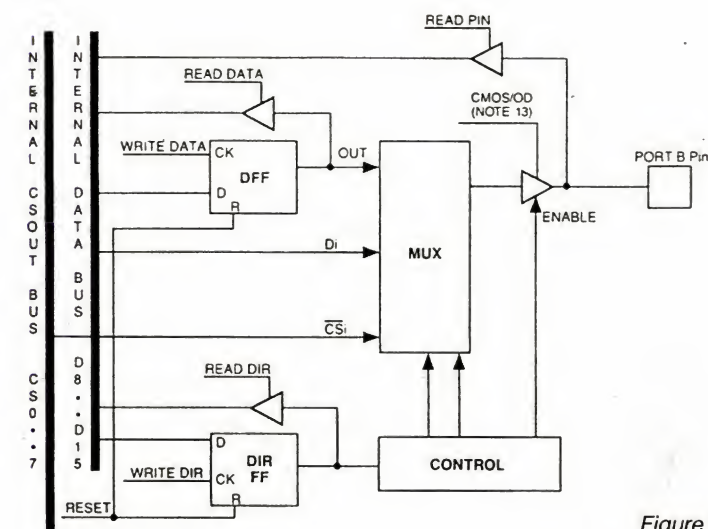 READ PIN
INTERNAL CSOUT BUS CS0••7
INTERNAL DATA BUS D8••D15
READ DATA
CMOS/OD
(NOTE 13)
WRITE DATA
CK
DFF
D
R
OUT
PORT B Pin
ENABLE
Di
MUX
CSi
READ DIR
D
DIR
FF
WRITE DIR
CK
R
CONTROL
RESET
Figure